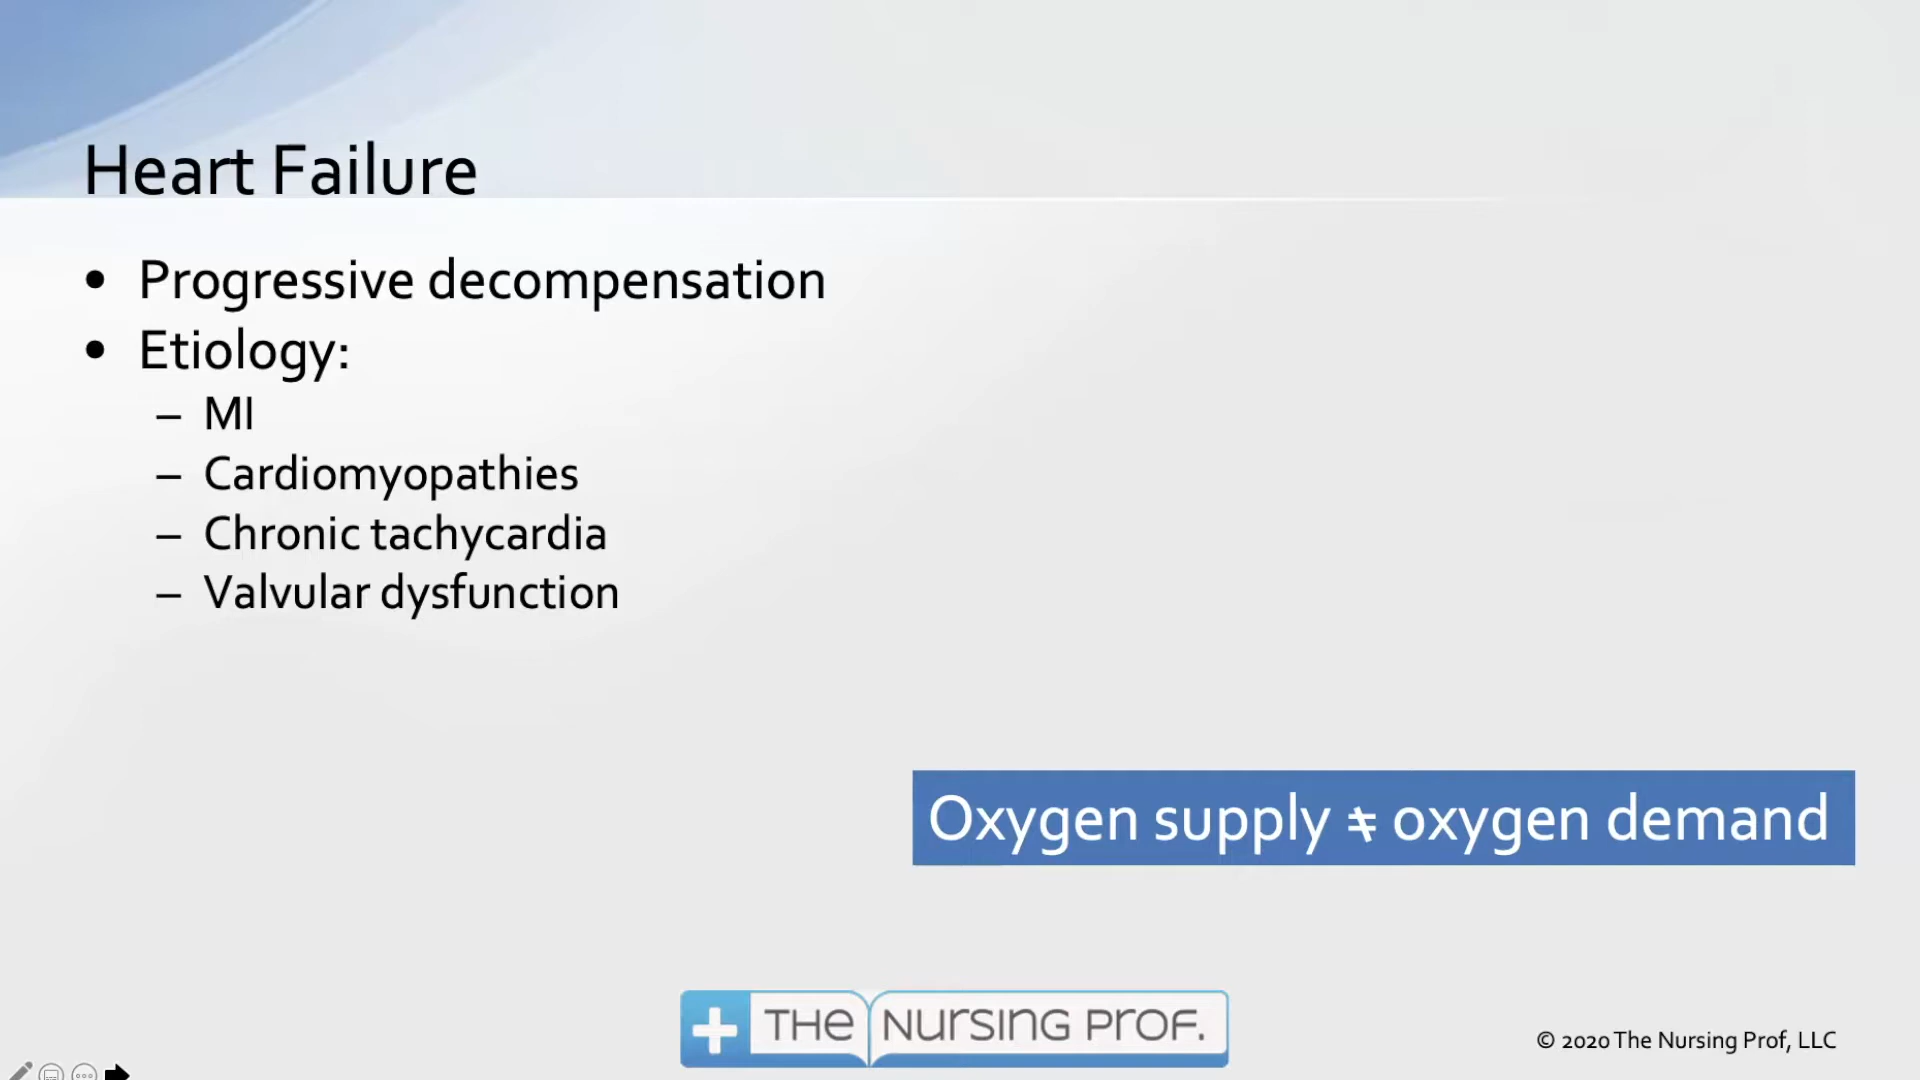 Heart Failure
• Progressive decompensation
• Etiology:
– MI
– Cardiomyopathies
– Chronic tachycardia
– Valvular dysfunction
Oxygen supply ≠ oxygen demand
THE NURSING PROF.
© 2020 The Nursing Prof, LLC